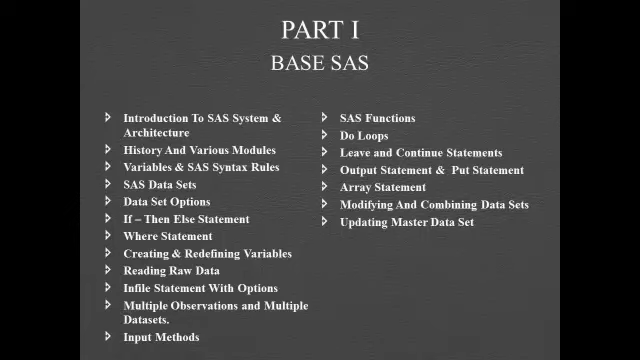 PART I
BASE SAS
Introduction To SAS System &
Architecture
History And Various Modules
Variables & SAS Syntax Rules
SAS Data Sets
Data Set Options
If – Then Else Statement
Where Statement
Creating & Redefining Variables
Reading Raw Data
Infile Statement With Options
Multiple Observations and Multiple
Datasets.
Input Methods
SAS Functions
Do Loops
Leave and Continue Statements
Output Statement & Put Statement
Array Statement
Modifying And Combining Data Sets
Updating Master Data Set